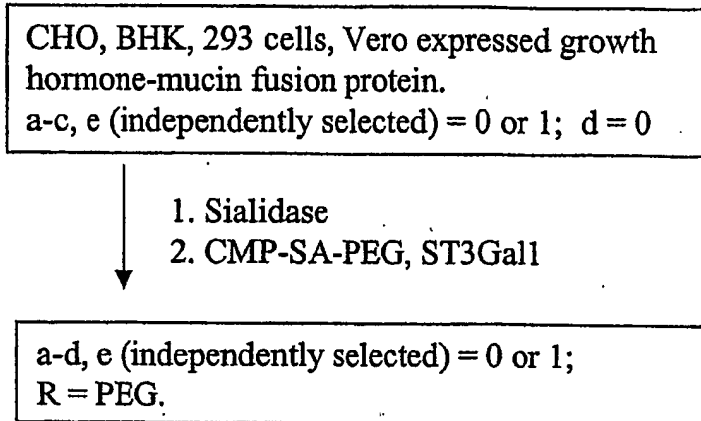 CHO, BHK, 293 cells, Vero expressed growth
hormone-mucin fusion protein.
a-c, e (independently selected) = 0 or 1; d = 0
1. Sialidase
2. CMP-SA-PEG, ST3Gal1
a-d, e (independently selected) = 0 or 1;
R = PEG.